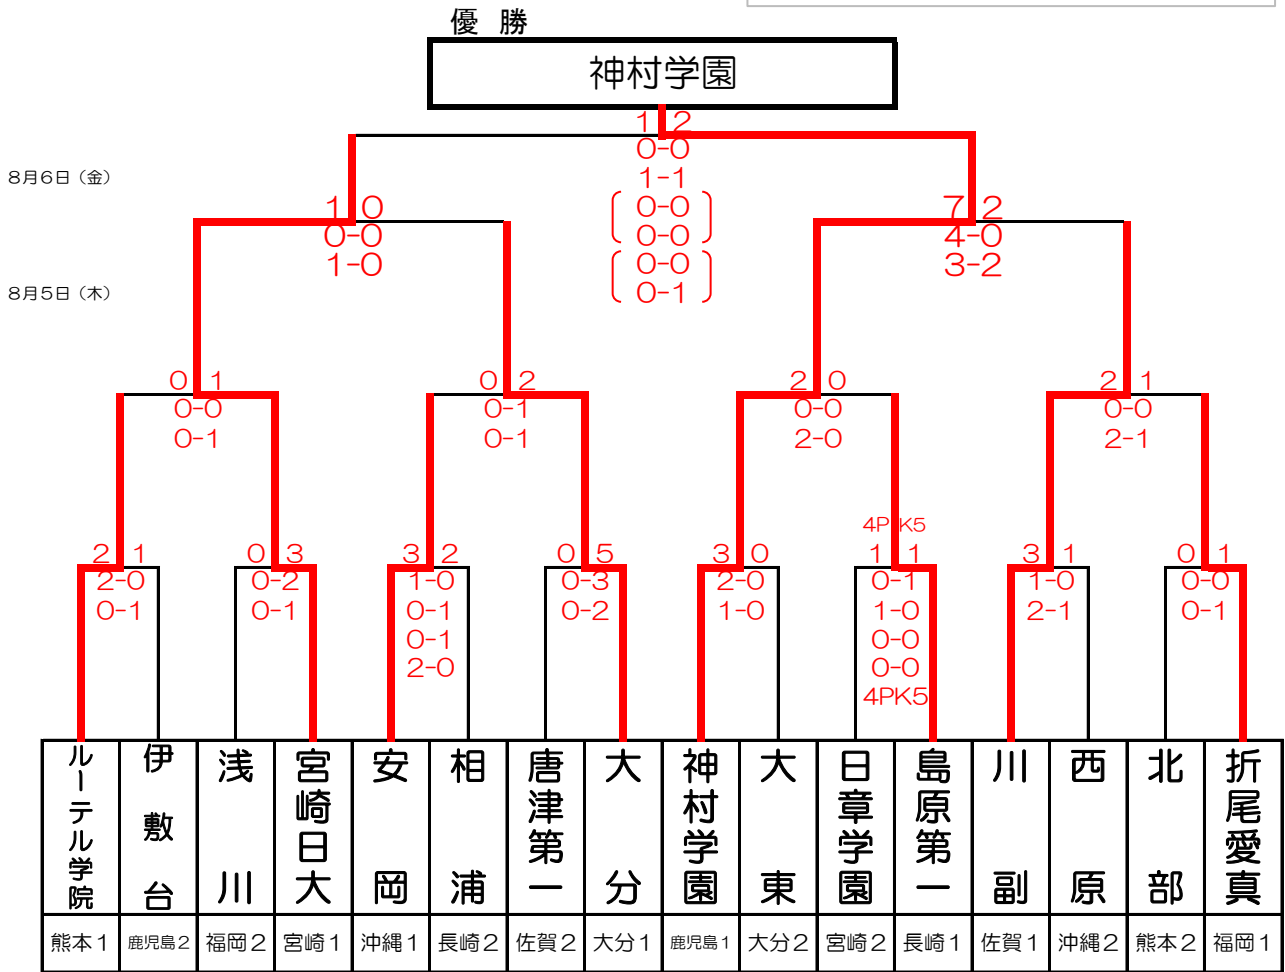 優 勝
神村学園
1 2
0-0
1-1
0-0
0-0
0-0
0-1
8月6日（金）
1 0
0-0
1-0
7 2
4-0
3-2
8月5日（木）
0 1
0-0
0-1
0 2
0-1
0-1
2 0
0-0
2-0
2 1
0-0
2-1
2 1
2-0
0-1
0 3
0-2
0-1
3 2
1-0
0-1
0-1
2-0
0 5
0-3
0-2
3 0
2-0
1-0
4PK5
1 1
0-1
1-0
0-0
0-0
4PK5
3 1
1-0
2-1
0 1
0-0
0-1
ルーテル学院
伊敷台
浅川
宮崎日大
安岡
相浦
唐津第一
大分
神村学園
大東
日章学園
島原第一
川副
西原
北部
折尾愛真
熊本1
鹿児島2
福岡2
宮崎1
沖縄1
長崎2
佐賀2
大分1
鹿児島1
大分2
宮崎2
長崎1
佐賀1
沖縄2
熊本2
福岡1